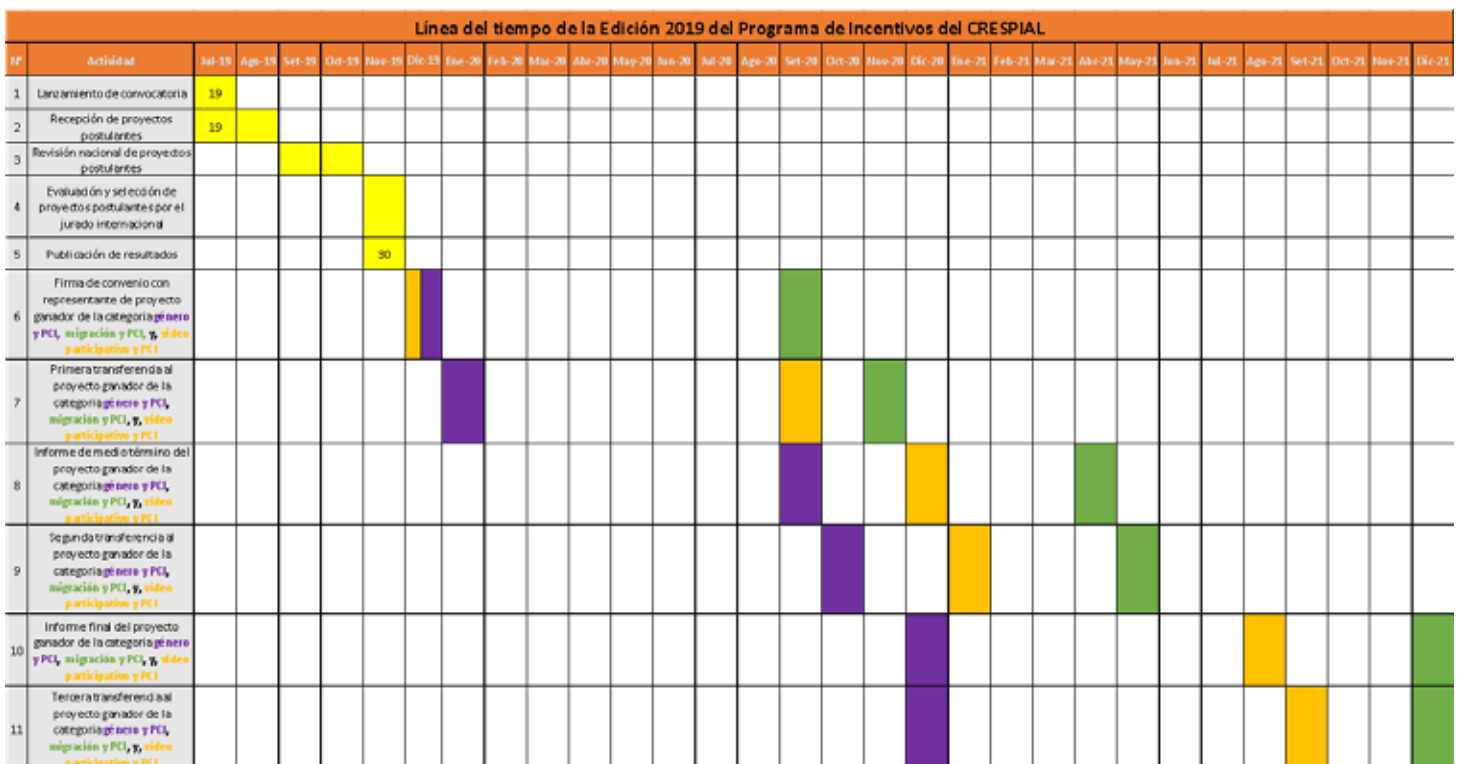 Línea del tiempo de la Edición 2019 del Programa de Incentivos del CRESPIAL
N° Actividad Jul-19 Ago-19 Set-19 Oct-19 Nov-19 Dic-19 Ene-20 Feb-20 Mar-20 Abr-20 May-20 Jun-20 Jul-20 Ago-20 Set-20 Oct-20 Nov-20 Dic-20 Ene-21 Feb-21 Mar-21 Abr-21 May-21 Jun-21 Jul-21 Ago-21 Set-21 Oct-21 Nov-21 Dic-21
1 Lanzamiento de convocatoria 19
2 Recepción de proyectos
postulantes 19
3 Revisión nacional de proyectos
postulantes
4 Evaluación y selección de
proyectos postulantes por el
jurado internacional
5 Publicación de resultados 30
6 Firma de convenio con
representante de proyecto
ganador de la categoria género
y PCI, migración y PCI, y, video
participativo y PCI
7 Primera transferencia al
proyecto ganador de la
categoria género y PCI,
migración y PCI, y, video
participativo y PCI
8 Informe de medio término del
proyecto ganador de la
categoria género y PCI,
migración y PCI, y, video
participativo y PCI
9 Segunda transferencia al
proyecto ganador de la
categoria género y PCI,
migración y PCI, y, video
participativo y PCI
10 Informe final del proyecto
ganador de la categoria género
y PCI, migración y PCI, y, video
participativo y PCI
11 Tercera transferencia al
proyecto ganador de la
categoria género y PCI,
migración y PCI, y, video
participativo y PCI